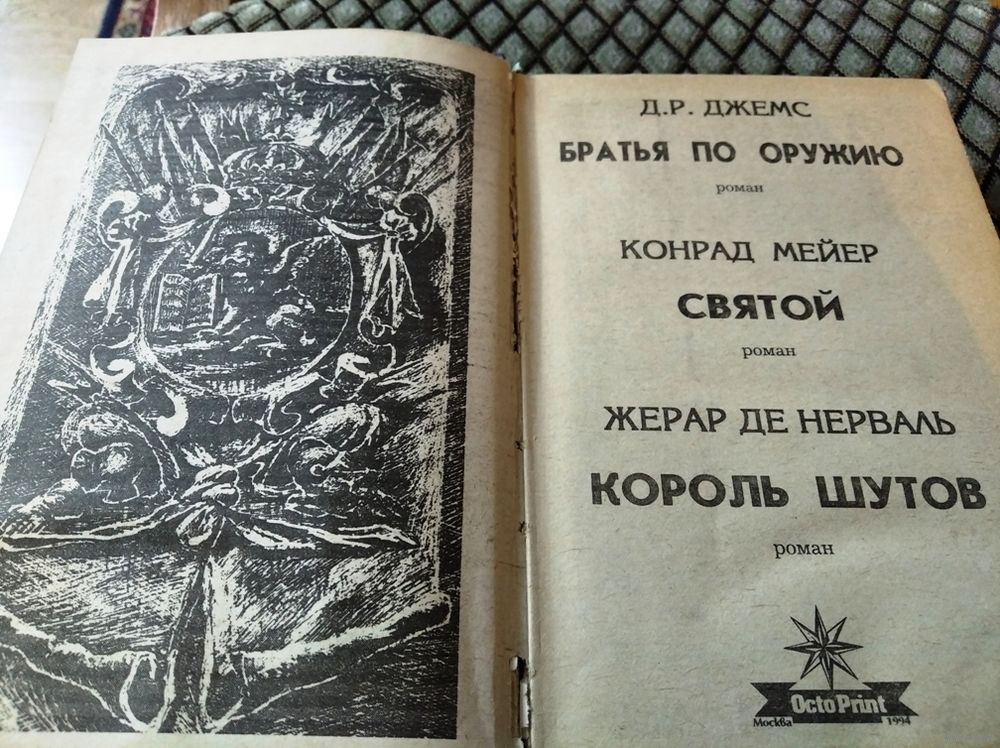 Д.Р. ДЖЕМС
БРАТЬЯ ПО ОРУЖИЮ
роман
КОНРАД МЕЙЕР
СВЯТОЙ
роман
ЖЕРАР ДЕ НЕРВАЛЬ
КОРОЛЬ ШУТОВ
роман
OctoPrint
Москва 1994